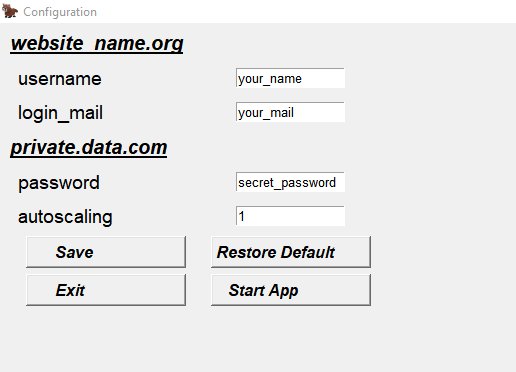 Configuration
website_name.org
username your_name
login_mail your_mail
private.data.com
password secret_password
autoscaling 1
Save Restore Default
Exit Start App